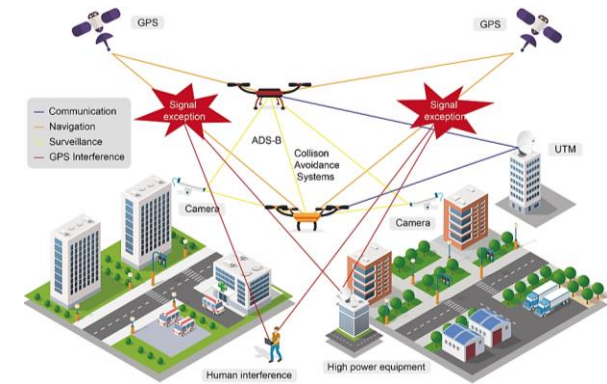 GPS
GPS
Signal
exception
Signal
exception
Communication
Navigation
Surveillance
GPS Interference
ADS-B
Collison
Avoidance
Systems
UTM
Camera
Camera
Human interference
High power equipment